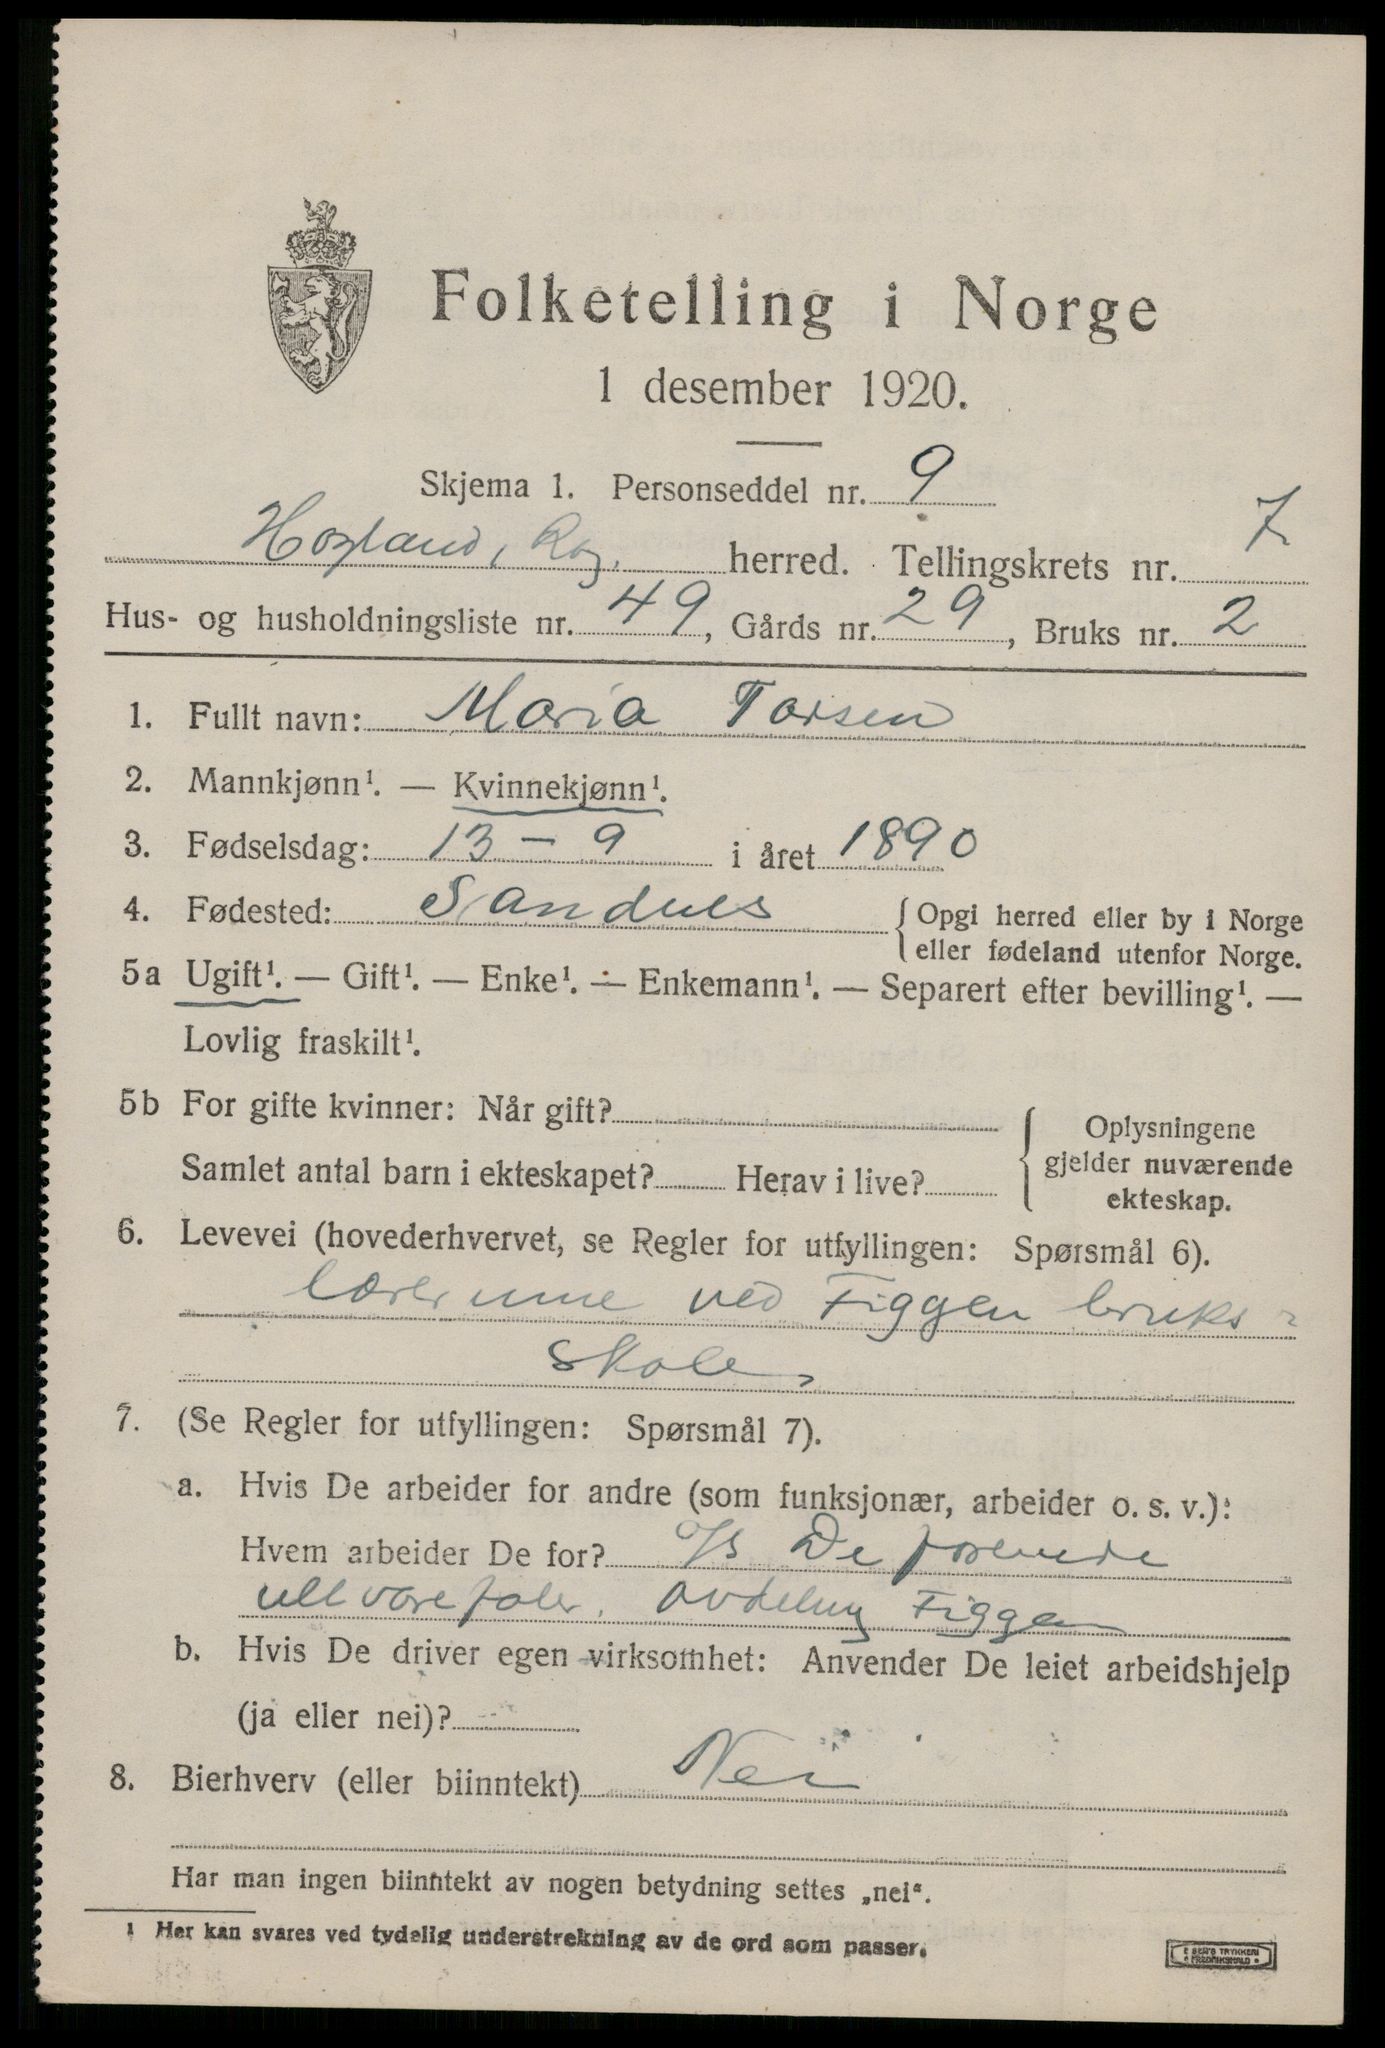 Folketelling i Norge
1 desember 1920.
Skjema 1. Personseddel nr. 9
Høyland, Rog. herred. Tellingskrets nr. 7
Hus- og husholdningsliste nr. 49, Gårds nr. 29, Bruks nr. 2
1. Fullt navn: Maria Tarsen
2. Mannkjønn¹. — Kvinnekjønn¹.
3. Fødselsdag: 13 - 9 i året 1890
4. Fødested: Sandnes { Opgi herred eller by i Norge
eller fødeland utenfor Norge.
5a Ugift¹. — Gift¹. — Enke¹. — Enkemann¹. — Separert efter bevilling¹. —
Lovlig fraskilt¹.
5b For gifte kvinner: Når gift?
Samlet antal barn i ekteskapet? Herav i live?
Oplysningene
gjelder nuværende
ekteskap.
6. Levevei (hovederhvervet, se Regler for utfyllingen: Spørsmål 6).
lærerinne ved Figgen bruks-
skole,
7. (Se Regler for utfyllingen: Spørsmål 7).
a. Hvis De arbeider for andre (som funksjonær, arbeider o. s. v.):
Hvem arbeider De for? A/S De forenede
ullvarefabr. avdeling Figgen
b. Hvis De driver egen virksomhet: Anvender De leiet arbeidshjelp
(ja eller nei)?
8. Bierhverv (eller biinntekt) Nei
Har man ingen biinntekt av nogen betydning settes „nei“.
1 Her kan svares ved tydelig understrekning av de ord som passer.
TRYKKERI
FREDRIKSHALD